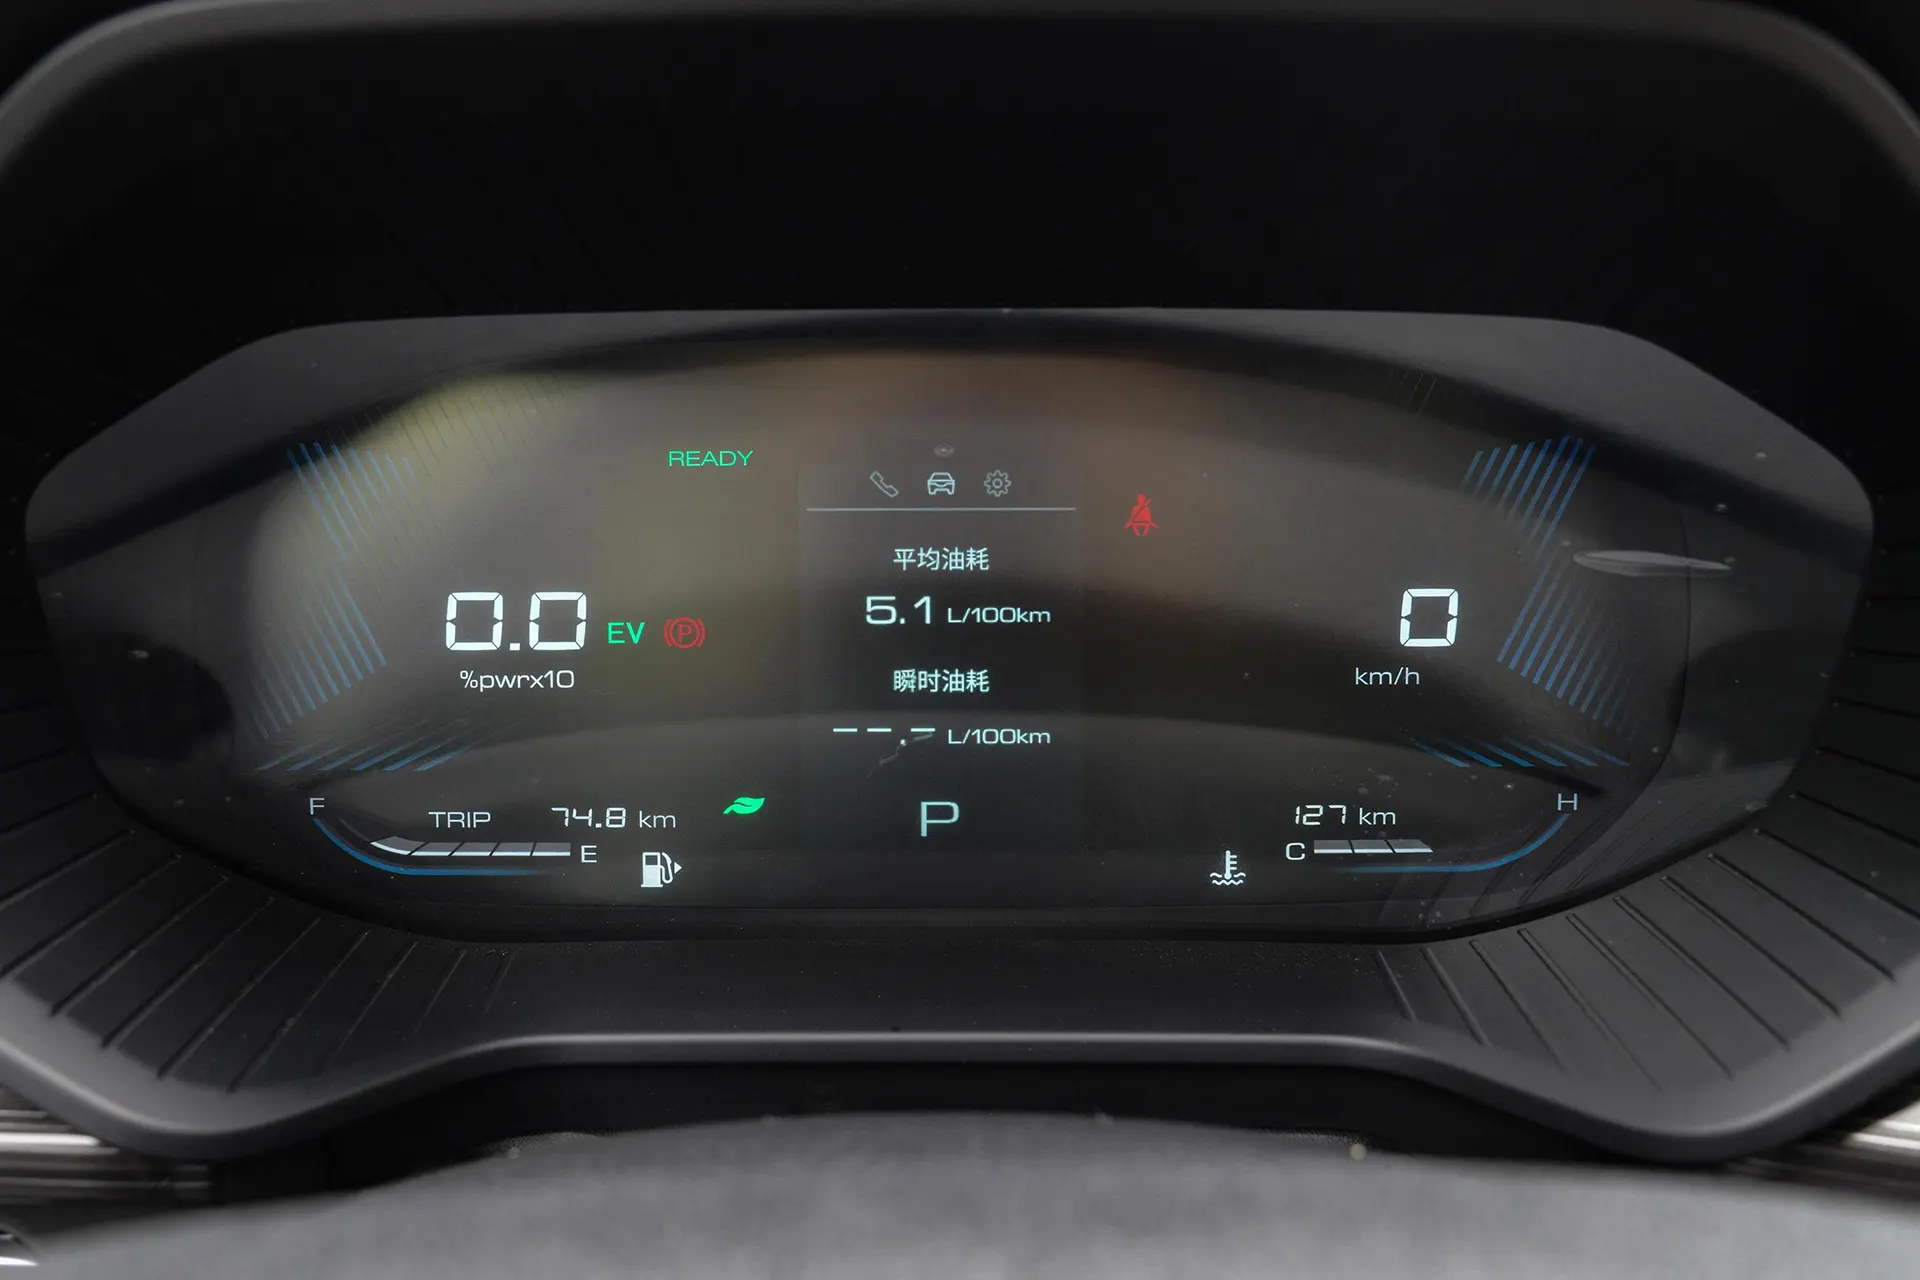 READY
平均油耗
5.1 L/100km
0.0 EV P
0
%pwrx10
km/h
瞬时油耗
--.- L/100km
F
TRIP 74.8 km
E
P
127 km
H
C